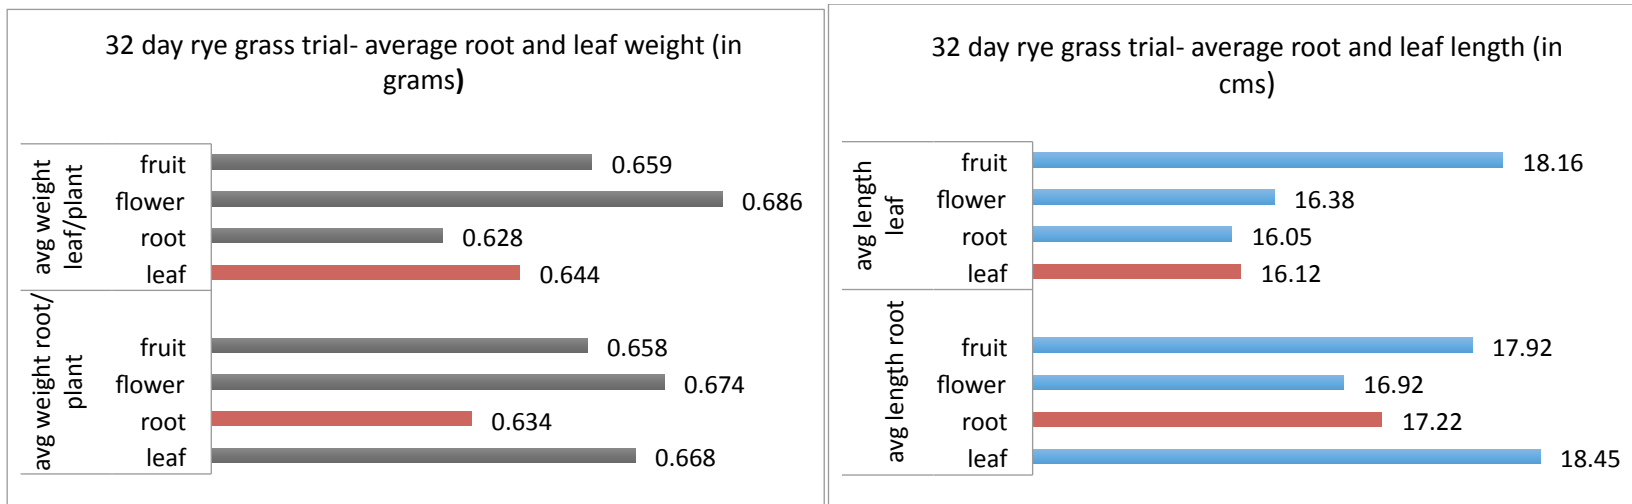 32 day rye grass trial- average root and leaf weight (in
grams)
avg weight
leaf/plant
fruit
0.659
flower
0.686
root
0.628
leaf
0.644
avg weight root/
plant
fruit
0.658
flower
0.674
root
0.634
leaf
0.668
32 day rye grass trial- average root and leaf length (in
cms)
avg length
leaf
fruit
18.16
flower
16.38
root
16.05
leaf
16.12
avg length root
fruit
17.92
flower
16.92
root
17.22
leaf
18.45